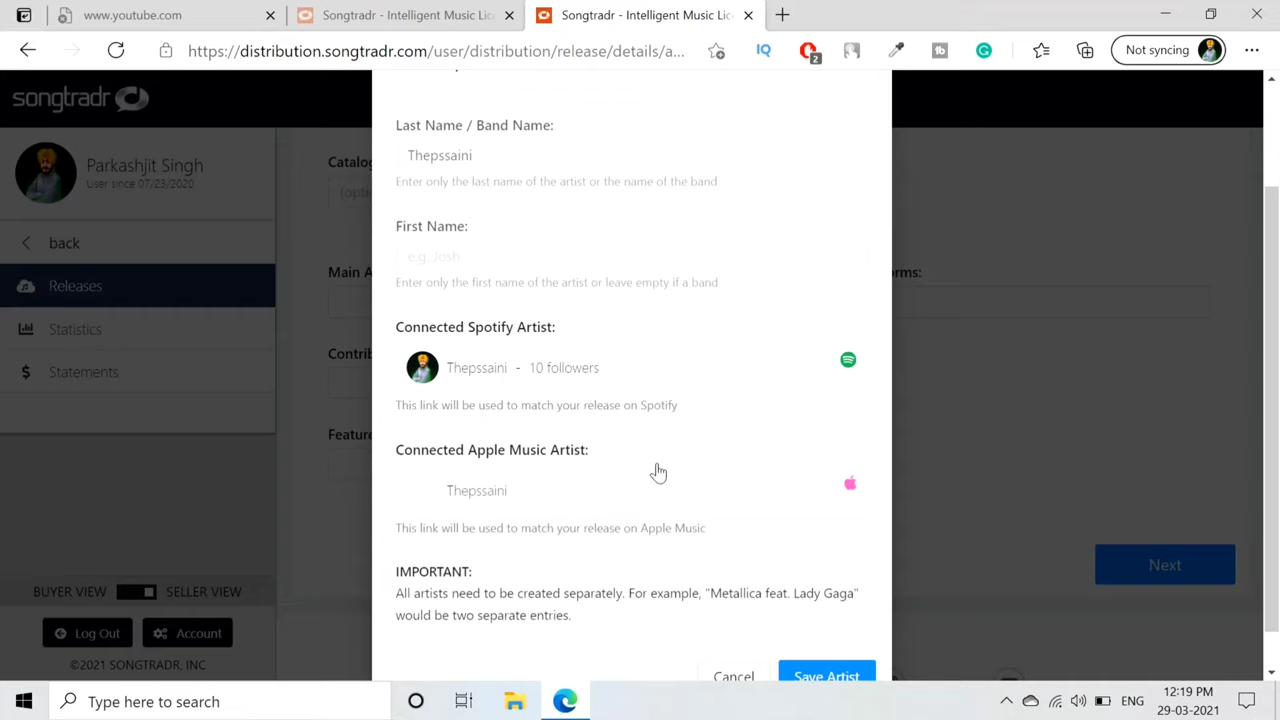 www.youtube.com
Songtradr - Intelligent Music Lic
Songtradr - Intelligent Music Lic
https://distribution.songtradr.com/user/distribution/release/details/a...
IQ
2
tb
Not syncing
songtradr
Parkashjit Singh
User since 07/23/2020
back
Releases
Statistics
Statements
BUYER VIEW
SELLER VIEW
Log Out
Account
©2021 SONGTRADR, INC
Catalo
(optio
Main A
orms:
Contrib
Feature
Next
Last Name / Band Name:
Thepssaini
Enter only the last name of the artist or the name of the band
First Name:
e.g. Josh
Enter only the first name of the artist or leave empty if a band
Connected Spotify Artist:
Thepssaini - 10 followers
This link will be used to match your release on Spotify
Connected Apple Music Artist:
Thepssaini
This link will be used to match your release on Apple Music
IMPORTANT:
All artists need to be created separately. For example, "Metallica feat. Lady Gaga"
would be two separate entries.
Cancel
Save Artist
Type here to search
ENG
12:19 PM
29-03-2021